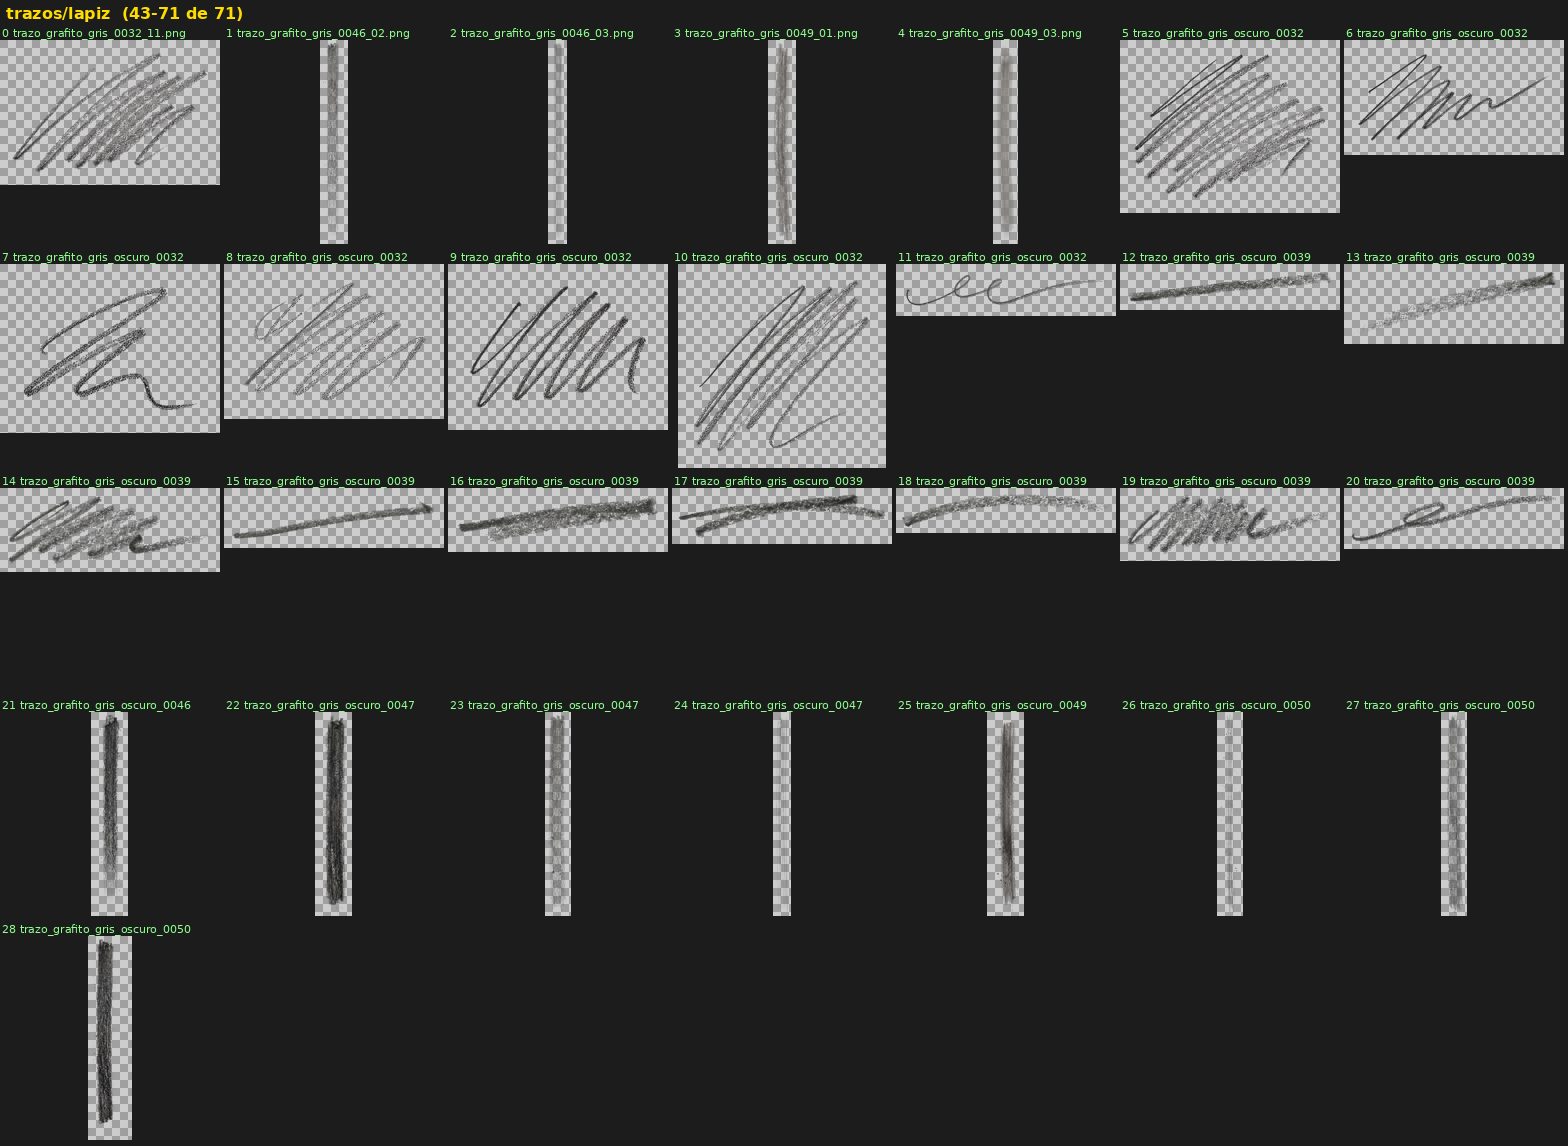 trazos/lapiz  (43-71 de 71)
0 trazo_grafito_gris_0032_11.png
1 trazo_grafito_gris_0046_02.png
2 trazo_grafito_gris_0046_03.png
3 trazo_grafito_gris_0049_01.png
4 trazo_grafito_gris_0049_03.png
5 trazo_grafito_gris_oscuro_0032
6 trazo_grafito_gris_oscuro_0032
7 trazo_grafito_gris_oscuro_0032
8 trazo_grafito_gris_oscuro_0032
9 trazo_grafito_gris_oscuro_0032
10 trazo_grafito_gris_oscuro_0032
11 trazo_grafito_gris_oscuro_0032
12 trazo_grafito_gris_oscuro_0039
13 trazo_grafito_gris_oscuro_0039
14 trazo_grafito_gris_oscuro_0039
15 trazo_grafito_gris_oscuro_0039
16 trazo_grafito_gris_oscuro_0039
17 trazo_grafito_gris_oscuro_0039
18 trazo_grafito_gris_oscuro_0039
19 trazo_grafito_gris_oscuro_0039
20 trazo_grafito_gris_oscuro_0039
21 trazo_grafito_gris_oscuro_0046
22 trazo_grafito_gris_oscuro_0047
23 trazo_grafito_gris_oscuro_0047
24 trazo_grafito_gris_oscuro_0047
25 trazo_grafito_gris_oscuro_0049
26 trazo_grafito_gris_oscuro_0050
27 trazo_grafito_gris_oscuro_0050
28 trazo_grafito_gris_oscuro_0050